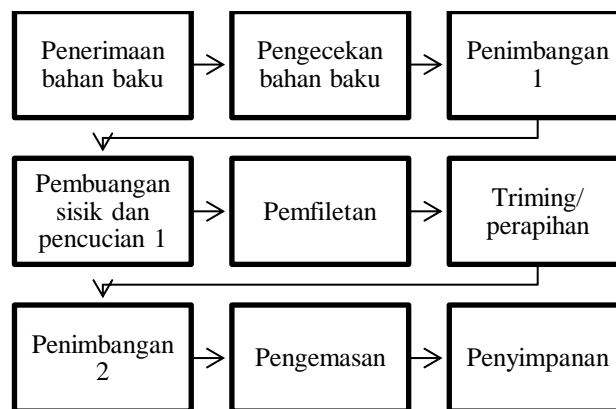 Penerimaan
bahan baku
Pengecekan
bahan baku
Penimbangan
1
Pembuangan
sisik dan
pencucian 1
Pemfiletan
Triming/
perapihan
Penimbangan
2
Pengemasan
Penyimpanan